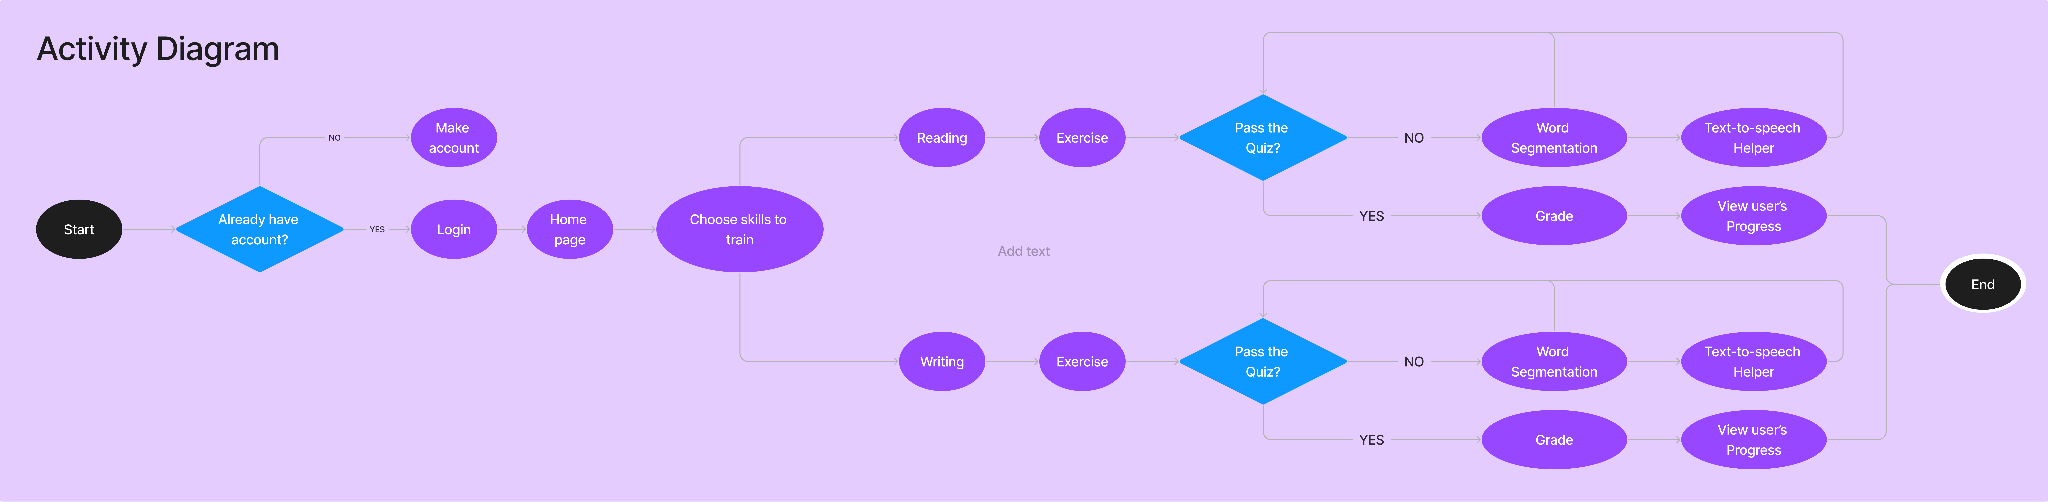 Activity Diagram
Start
Already have
account?
NO
Make
account
YES
Login
Home
page
Choose skills to
train
Reading
Exercise
Pass the
Quiz?
NO
Word
Segmentation
Text-to-speech
Helper
YES
Grade
View user's
Progress
Add text
Writing
Exercise
Pass the
Quiz?
NO
Word
Segmentation
Text-to-speech
Helper
YES
Grade
View user's
Progress
End